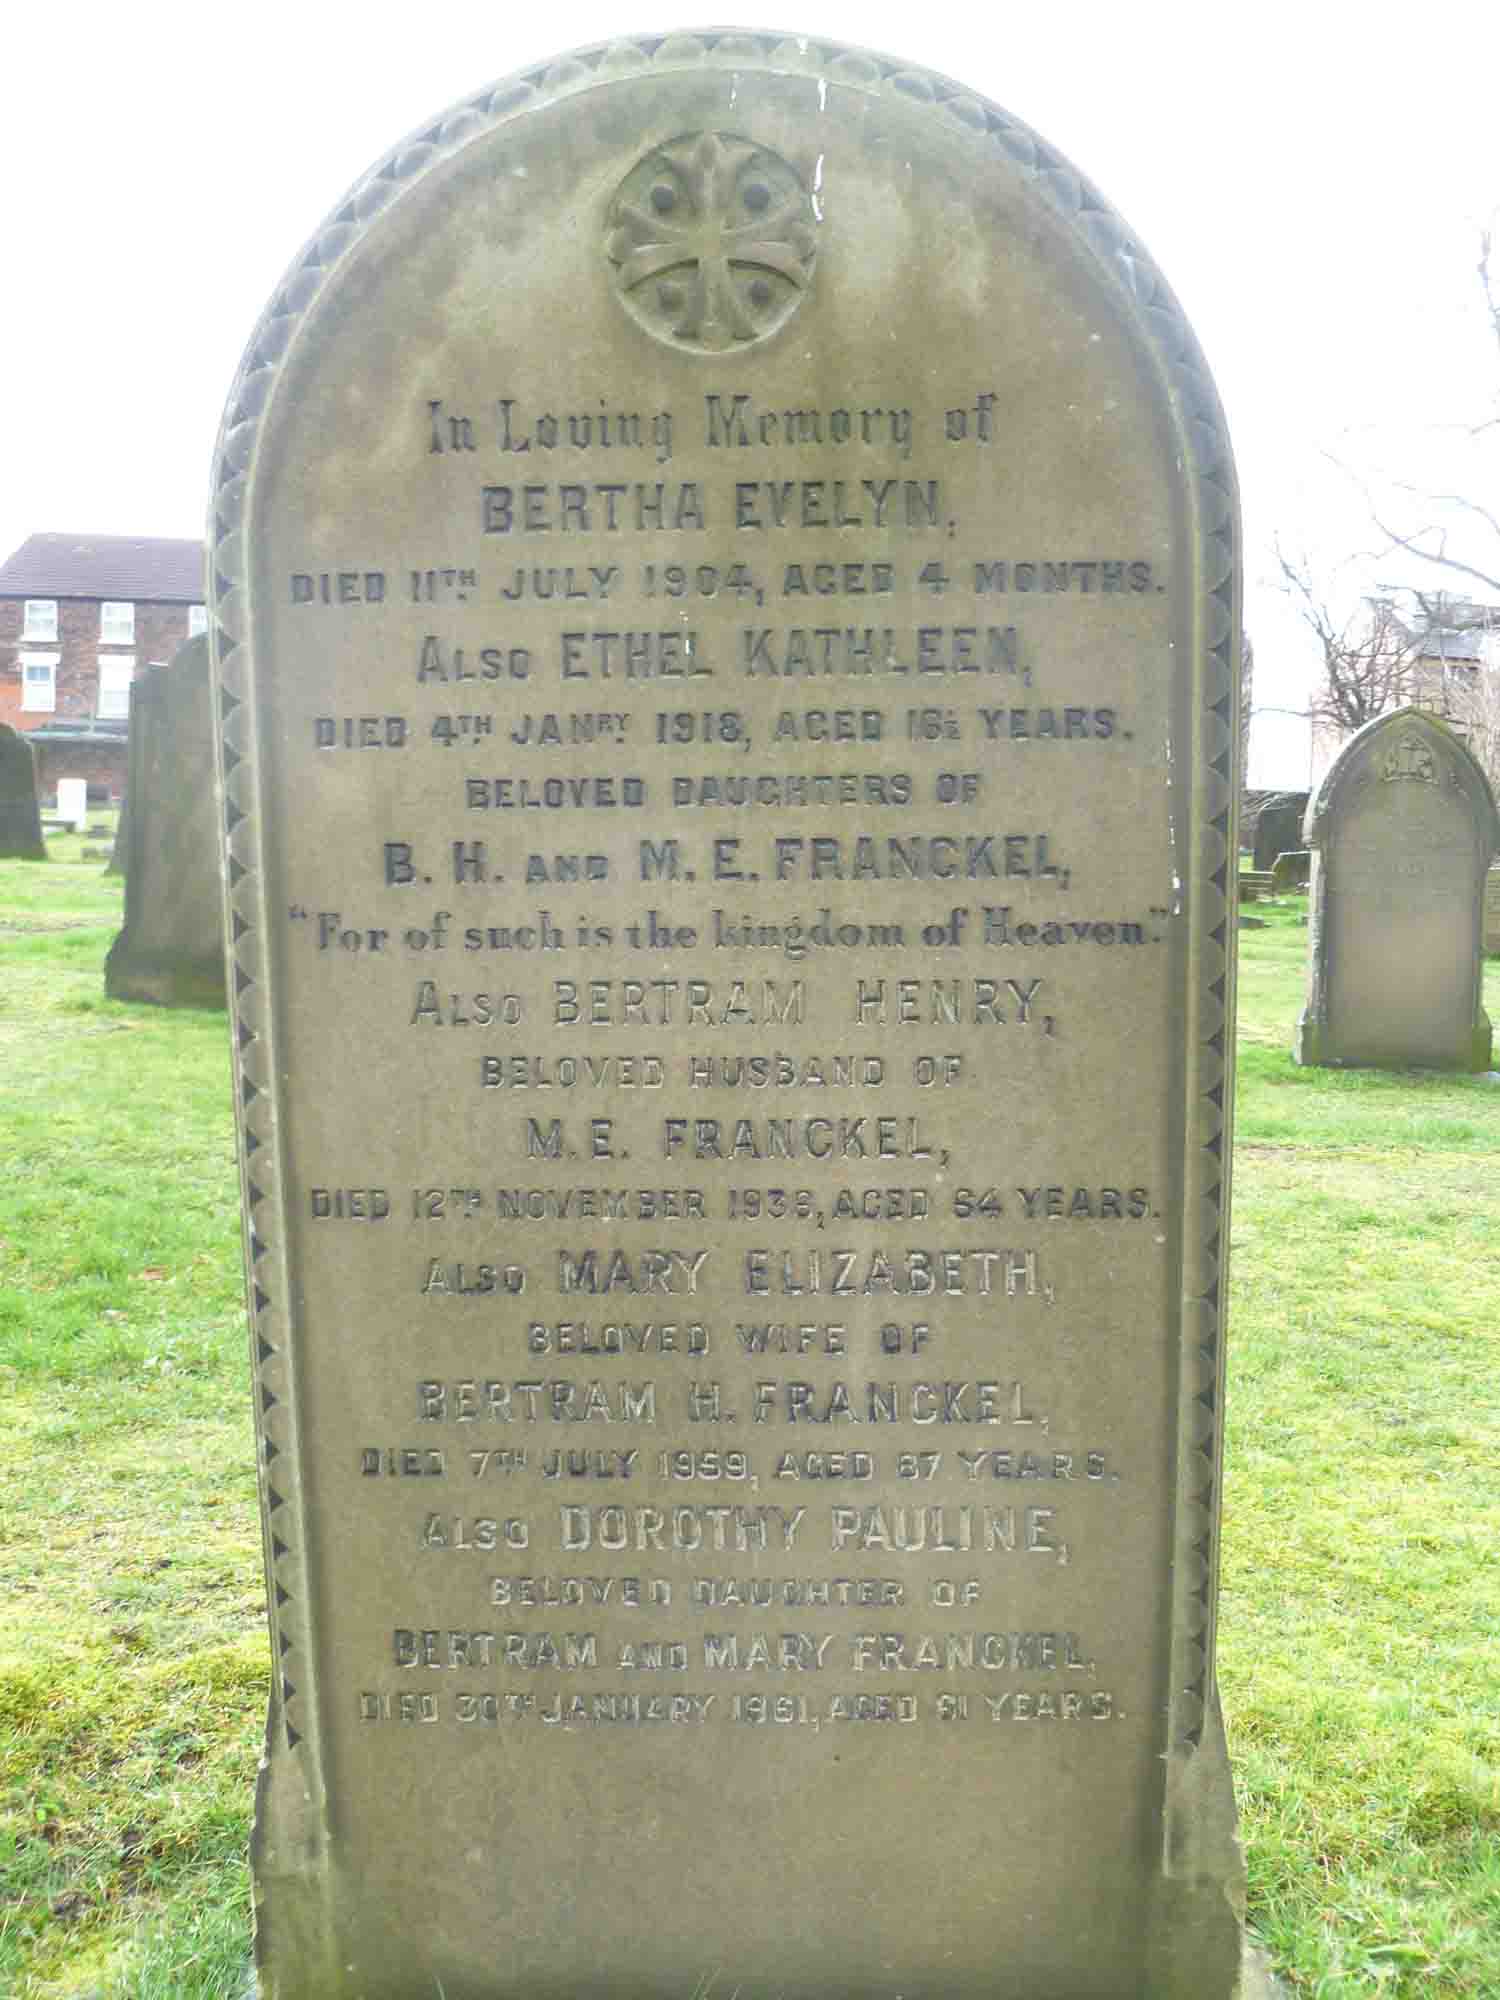 In Loving Memory of
BERTHA EVELYN,
DIED 11TH JULY 1904, AGED 4 MONTHS.
ALSO ETHEL KATHLEEN,
DIED 4TH JANRY 1918, AGED 16½ YEARS.
BELOVED DAUGHTERS OF
B. H. AND M. E. FRANCKEL,
"For of such is the kingdom of Heaven."
ALSO BERTRAM HENRY,
BELOVED HUSBAND OF
M. E. FRANCKEL,
DIED 12TH NOVEMBER AGED YEARS.
ALSO MARY ELIZABETH,
BELOVED WIFE OF
BERTRAM H. FRANCKEL,
DIED 7TH JULY 1959, AGED 87 YEARS.
ALSO DOROTHY PAULINE,
BELOVED DAUGHTER OF
BERTRAM AND MARY FRANCKEL,
DIED 30TH JANUARY 1961, AGED YEARS.